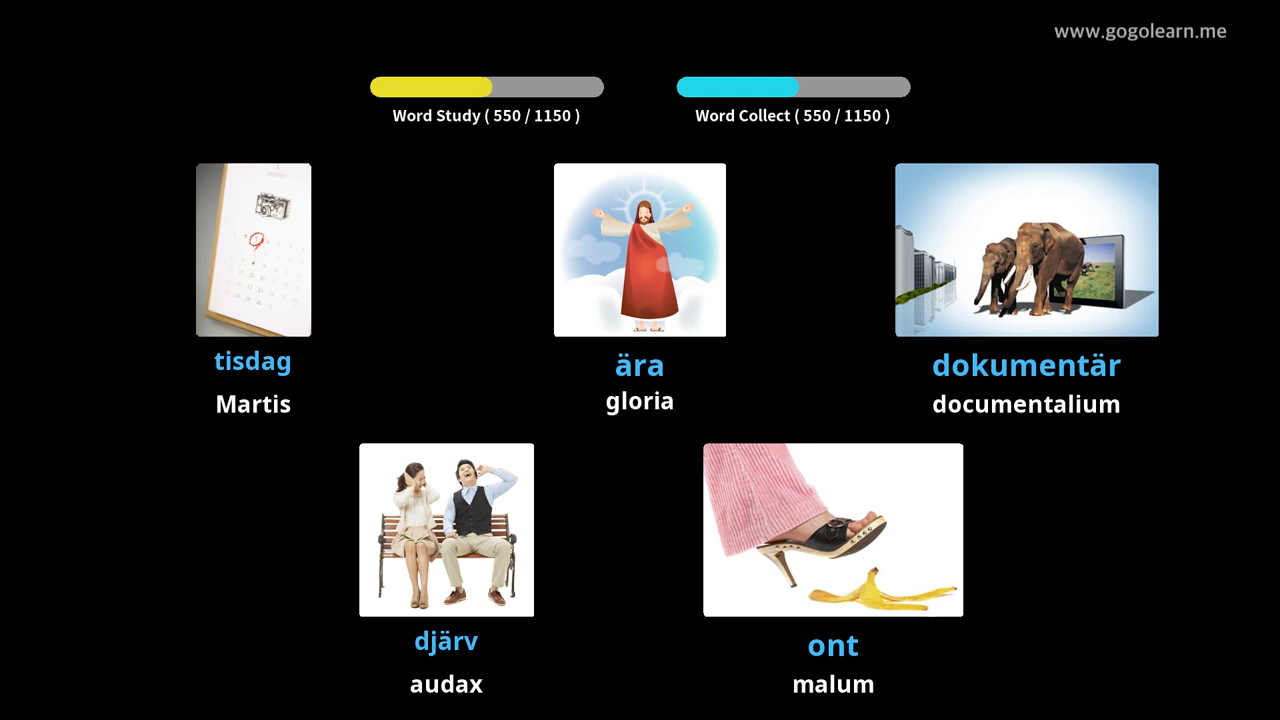 www.gogolearn.me
Word Study ( 550 / 1150 )
Word Collect ( 550 / 1150 )
tisdag
Martis
ära
gloria
dokumentär
documentalium
djärv
audax
ont
malum